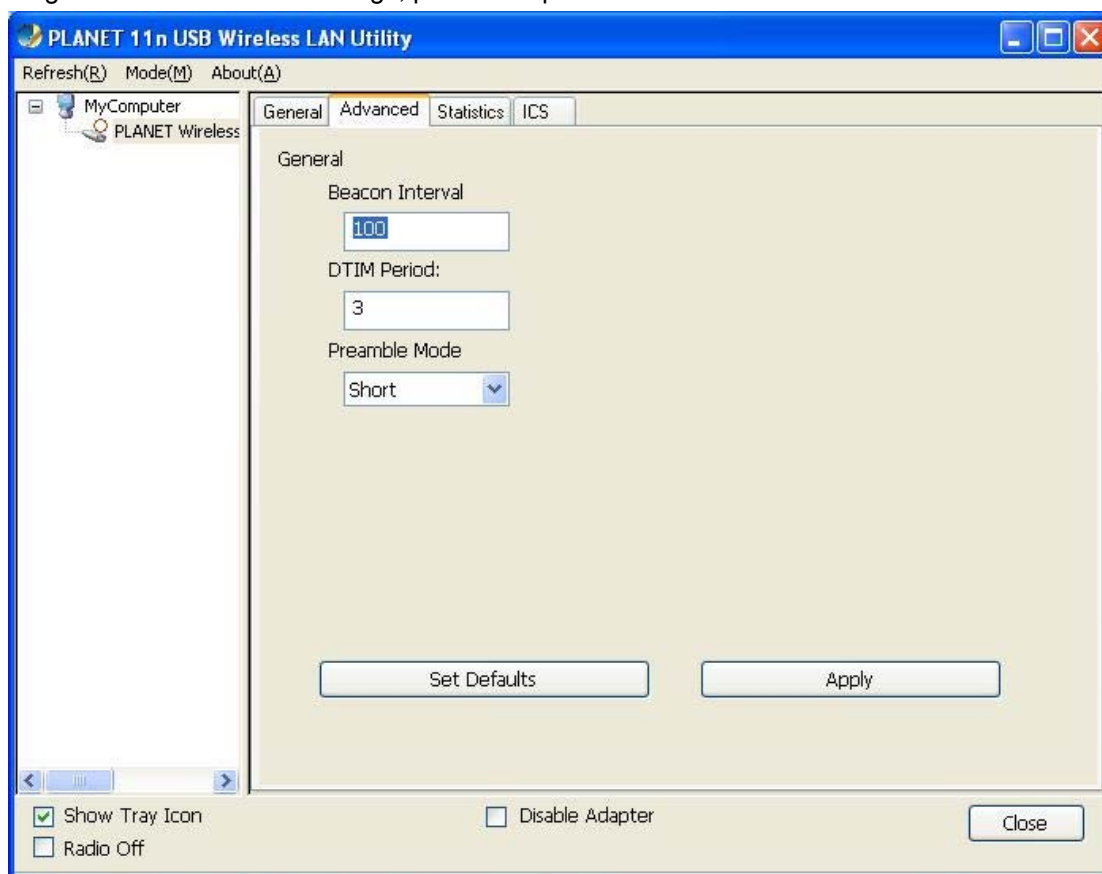 PLANET 11n USB Wireless LAN Utility
Refresh(R) Mode(M) About(A)
MyComputer
PLANET Wireless
General Advanced Statistics ICS
General
Beacon Interval
100
DTIM Period:
3
Preamble Mode
Short
Set Defaults Apply
Show Tray Icon Disable Adapter Close
Radio Off